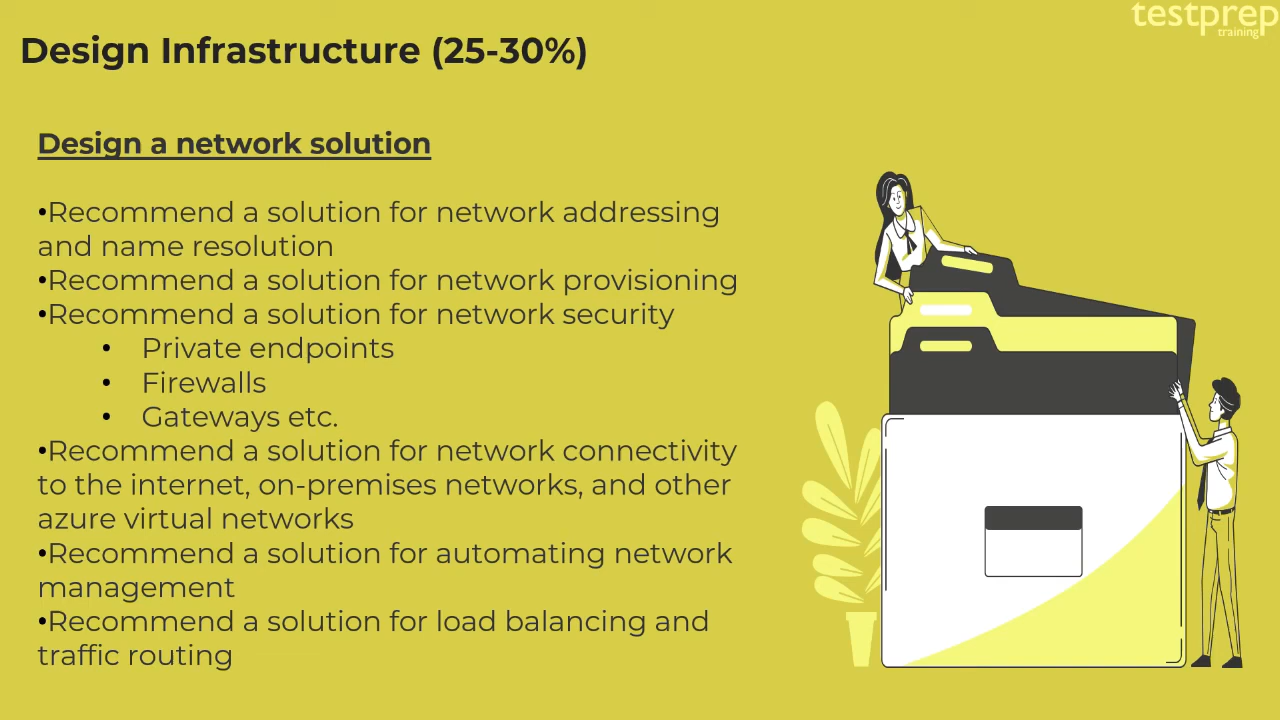 testprep
training
Design Infrastructure (25-30%)
Design a network solution
•Recommend a solution for network addressing
and name resolution
•Recommend a solution for network provisioning
•Recommend a solution for network security
• Private endpoints
• Firewalls
• Gateways etc.
•Recommend a solution for network connectivity
to the internet, on-premises networks, and other
azure virtual networks
•Recommend a solution for automating network
management
•Recommend a solution for load balancing and
traffic routing